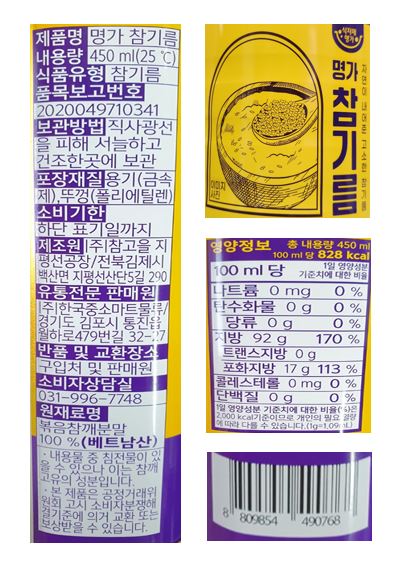 제품명 명가 참기름
내용량 450 ml(25 ℃)
식품유형 참기름
품목보고번호
2020049710341
보관방법 직사광선
을 피해 서늘하고
건조한곳에 보관
포장재질 용기(금속
제),뚜껑(폴리에틸렌)
소비기한
하단 표기일까지
제조원 (주)참고을 지
평선공장/전북김제시
백산면 지평선산단5길 290
유통전문 판매원
(주)한국중소마트물류/
경기도 김포시 통진읍
월하로479번길 32-27
반품 및 교환장소
구입처 및 판매원
소비자상담실
031-996-7748
원재료명
볶음참깨분말
100 % (베트남산)
· 내용물 중 침전물이 있
을 수 있으나 이는 참깨
고유의 성분입니다.
· 본 제품은 공정거래위
원회 고시 소비자분쟁해
결기준에 의거 교환 또는
보상받을 수 있습니다.
식자재
명가
명가
참기름
자연이 내어준 고소한 참기름
이미지
사진
영양정보 총 내용량 450 ml
100 ml 당 828 kcal
100 ml 당 1일 영양성분
기준치에 대한 비율
나트륨 0 mg 0 %
탄수화물 0 g 0 %
당류 0 g 0 %
지방 92 g 170 %
트랜스지방 0 g
포화지방 17 g 113 %
콜레스테롤 0 mg 0 %
단백질 0 g 0 %
1일 영양성분 기준치에 대한 비율(%)은
2,000 kcal기준이므로 개인의 필요 열량
에 따라 다를 수 있습니다.(1g=1.09mL)
8 809854 490768